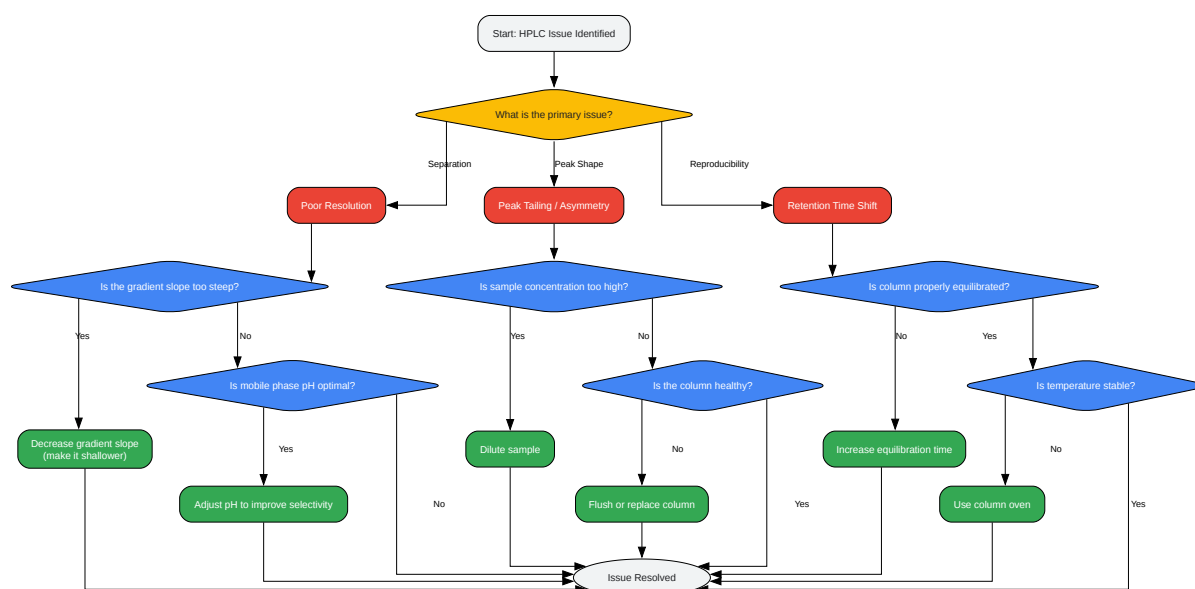 Start: HPLC Issue Identified
What is the primary issue?
Separation
Peak Shape
Reproducibility
Poor Resolution
Peak Tailing / Asymmetry
Retention Time Shift
Is the gradient slope too steep?
Is sample concentration too high?
Is column properly equilibrated?
Yes
No
Yes
No
No
Yes
Is mobile phase pH optimal?
Is the column healthy?
Is temperature stable?
Decrease gradient slope
(make it shallower)
Yes
Dilute sample
No
Increase equilibration time
No
Adjust pH to improve selectivity
No
Flush or replace column
Yes
Use column oven
Yes
Issue Resolved